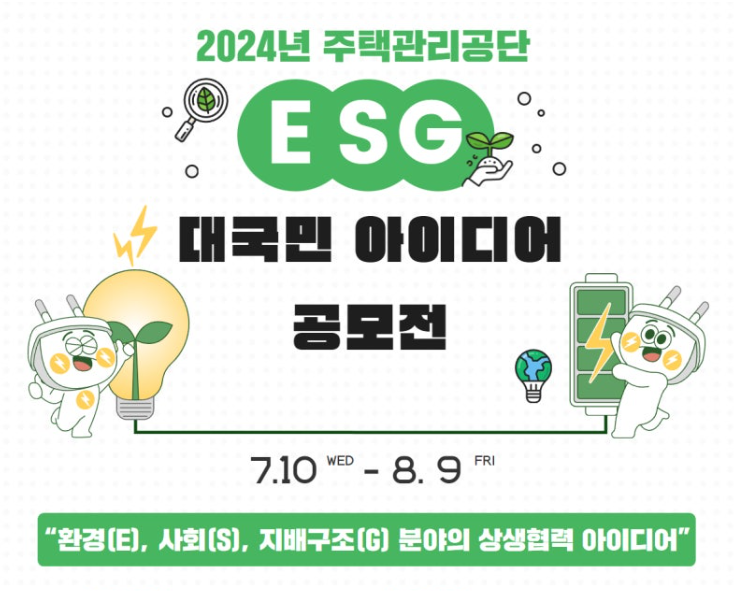 2024년 주택관리공단
ESG
대국민 아이디어
공모전
7.10 WED - 8. 9 FRI
“환경(E), 사회(S), 지배구조(G) 분야의 상생협력 아이디어”